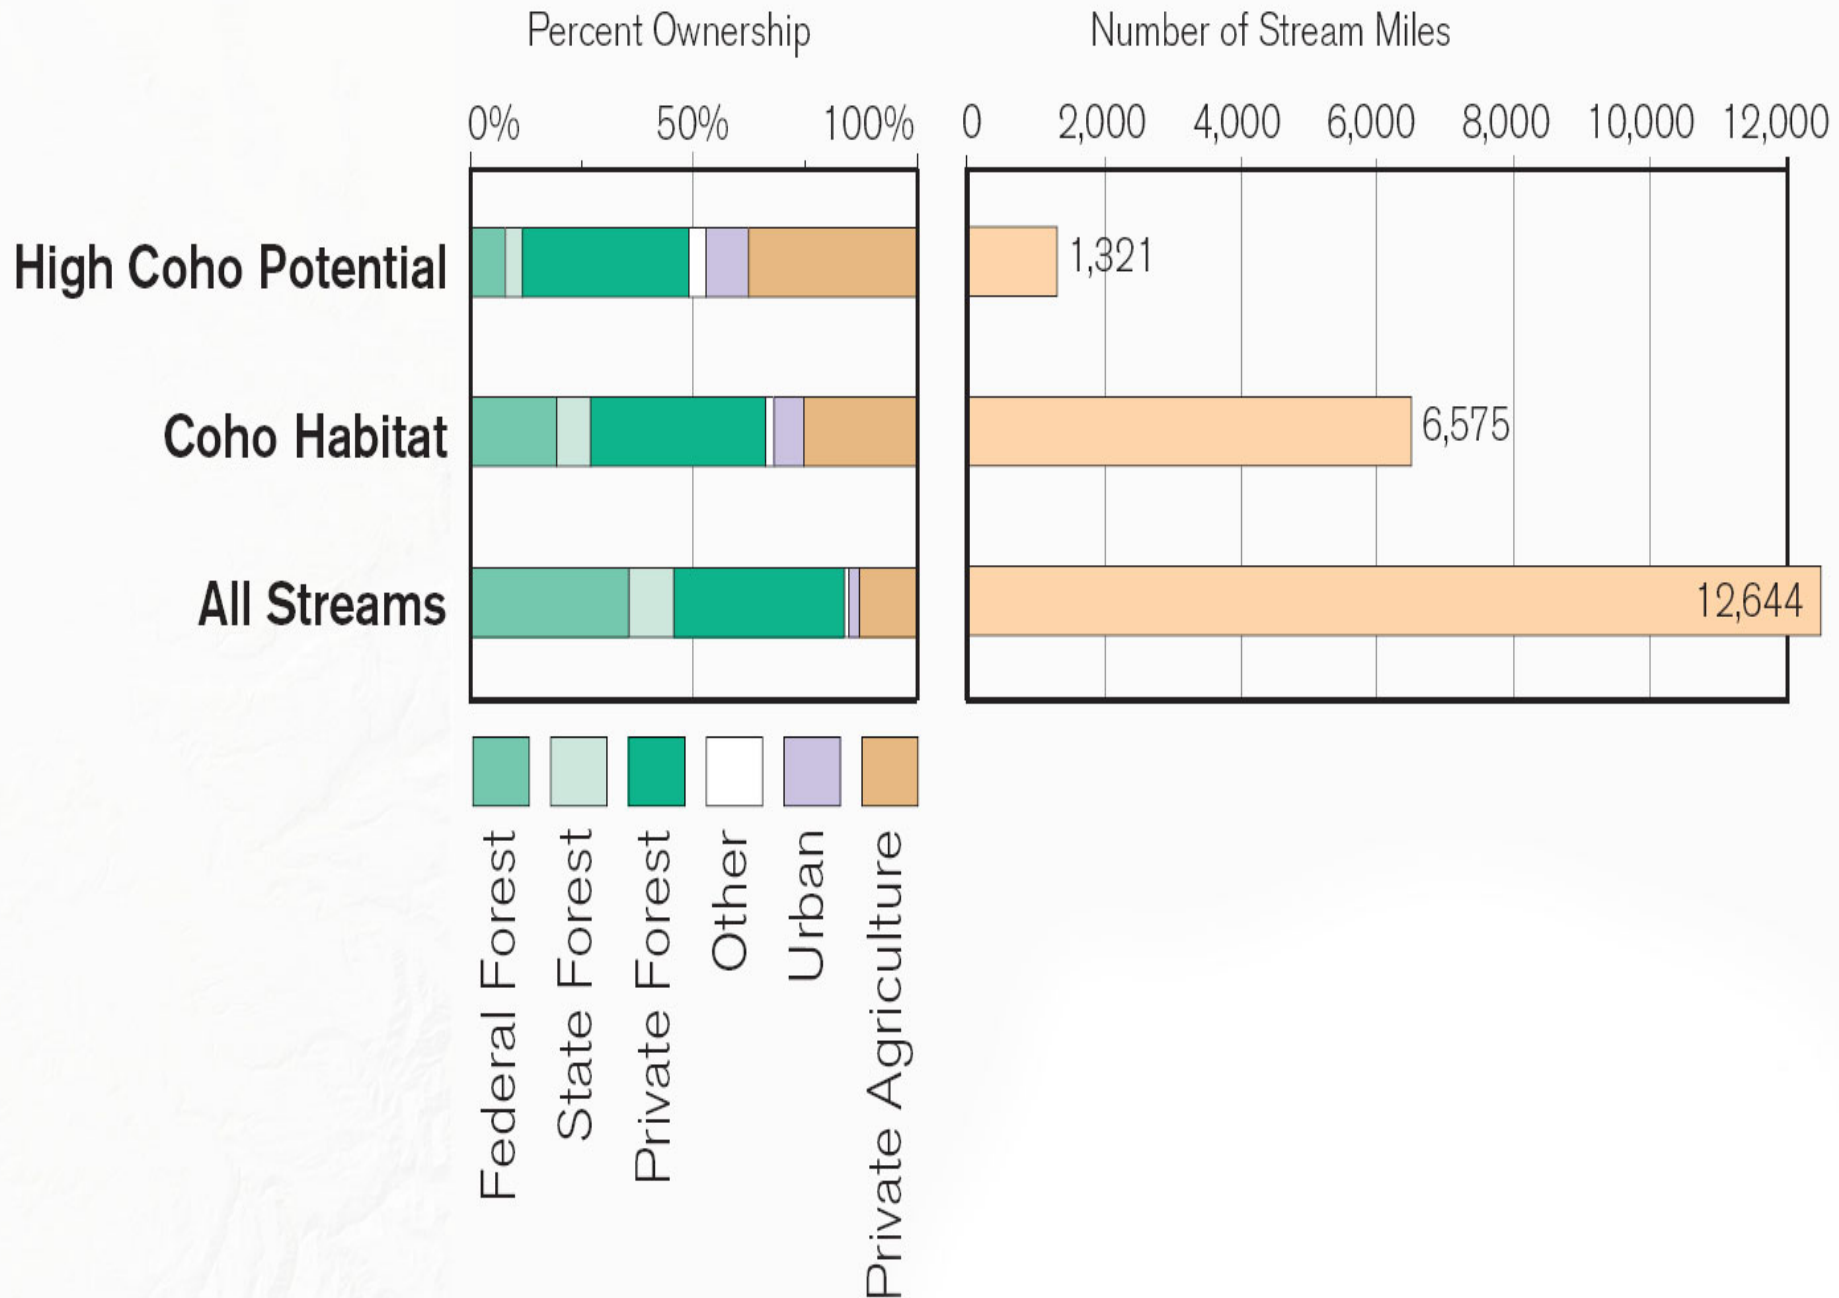 Percent Ownership
Number of Stream Miles
0% 50% 100%
0 2,000 4,000 6,000 8,000 10,000 12,000
High Coho Potential
1,321
Coho Habitat
6,575
All Streams
12,644
Federal Forest
State Forest
Private Forest
Other
Urban
Private Agriculture